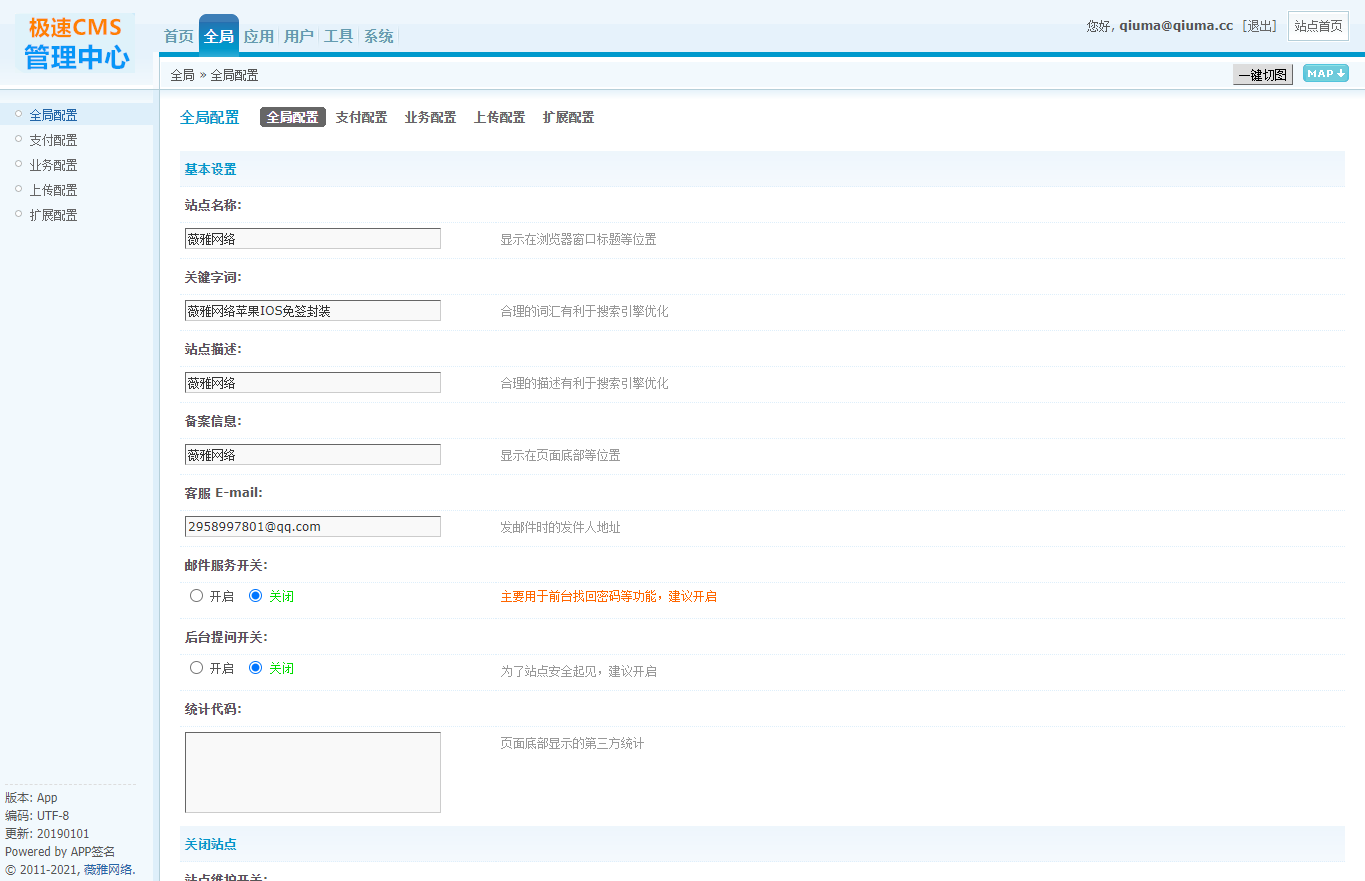 极速CMS
管理中心
首页 全局 应用 用户 工具 系统
您好, qiuma@qiuma.cc [退出] 站点首页
全局 » 全局配置
一键切图 MAP
全局配置
支付配置
业务配置
上传配置
扩展配置
全局配置 全局配置 支付配置 业务配置 上传配置 扩展配置
基本设置
站点名称:
薇雅网络 显示在浏览器窗口标题等位置
关键字词:
薇雅网络苹果IOS免签封装 合理的词汇有利于搜索引擎优化
站点描述:
薇雅网络 合理的描述有利于搜索引擎优化
备案信息:
薇雅网络 显示在页面底部等位置
客服 E-mail:
2958997801@qq.com 发邮件时的发件人地址
邮件服务开关:
开启 关闭 主要用于前台找回密码等功能，建议开启
后台提问开关:
开启 关闭 为了站点安全起见，建议开启
统计代码:
页面底部显示的第三方统计
关闭站点
站点维护开关:
版本: App
编码: UTF-8
更新: 20190101
Powered by APP签名
© 2011-2021, 薇雅网络.